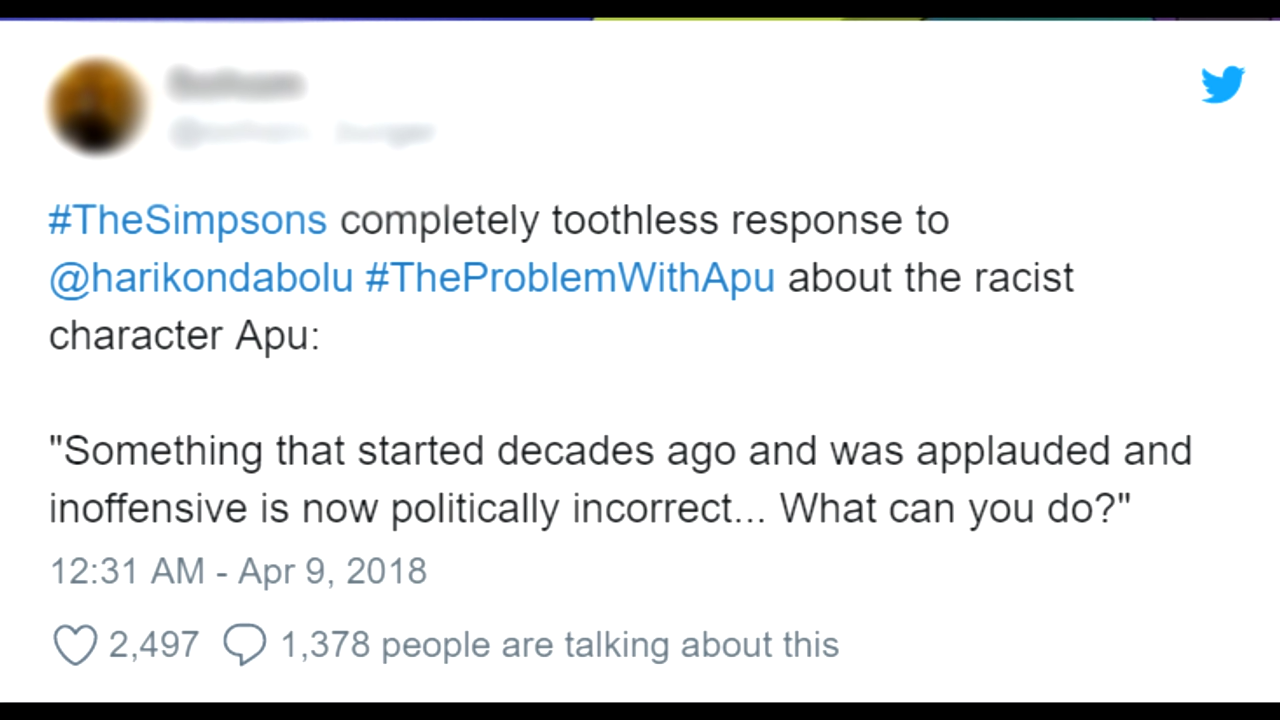 #TheSimpsons completely toothless response to
@harikondabolu #TheProblemWithApu about the racist
character Apu:
"Something that started decades ago and was applauded and
inoffensive is now politically incorrect... What can you do?"
12:31 AM - Apr 9, 2018
2,497 1,378 people are talking about this